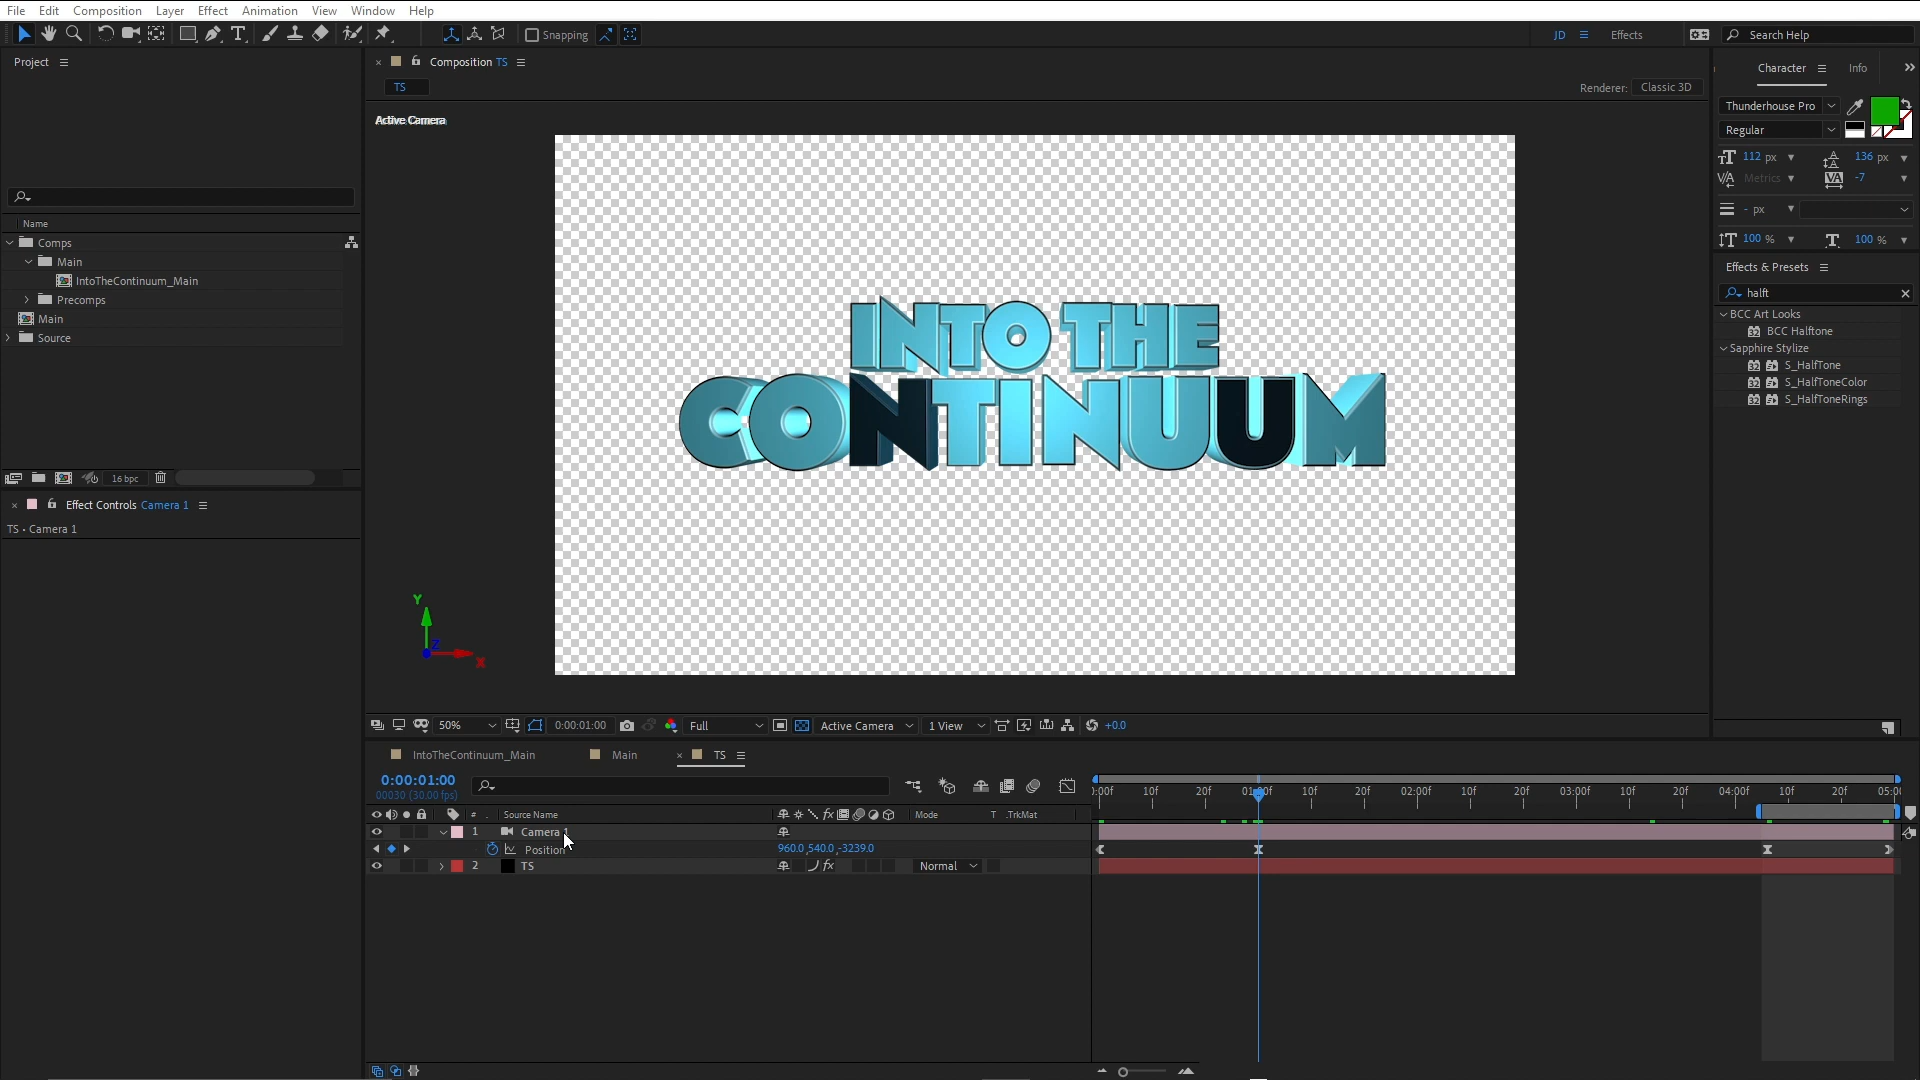 File Edit Composition Layer Effect Animation View Window Help
Snapping
JD
Effects
Search Help
Project
Composition TS
TS
Renderer: Classic 3D
Character
Info
Thunderhouse Pro
Regular
112 px
136 px
Metrics
-7
- px
100 %
100 %
Effects & Presets
halft
BCC Art Looks
BCC Halftone
Sapphire Stylize
S_HalfTone
S_HalfToneColor
S_HalfToneRings
Name
Comps
Main
IntoTheContinuum_Main
Precomps
Main
Source
16 bpc
Effect Controls Camera 1
TS • Camera 1
Active Camera
INTO THE
CONTINUUM
Y
Z
X
50%
0:00:01:00
Full
Active Camera
1 View
+0.0
IntoTheContinuum_Main
Main
TS
0:00:01:00
00030 (30.00 fps)
# Source Name
Mode
T .TrkMat
1 Camera 1
Position
960.0,540.0,-3239.0
2 TS
Normal
0:00f 10f 20f 01:00f 10f 20f 02:00f 10f 20f 03:00f 10f 20f 04:00f 10f 20f 05:00